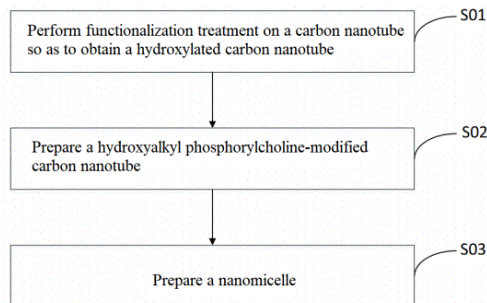 S01
Perform functionalization treatment on a carbon nanotube
so as to obtain a hydroxylated carbon nanotube
S02
Prepare a hydroxyalkyl phosphorylcholine-modified
carbon nanotube
S03
Prepare a nanomicelle